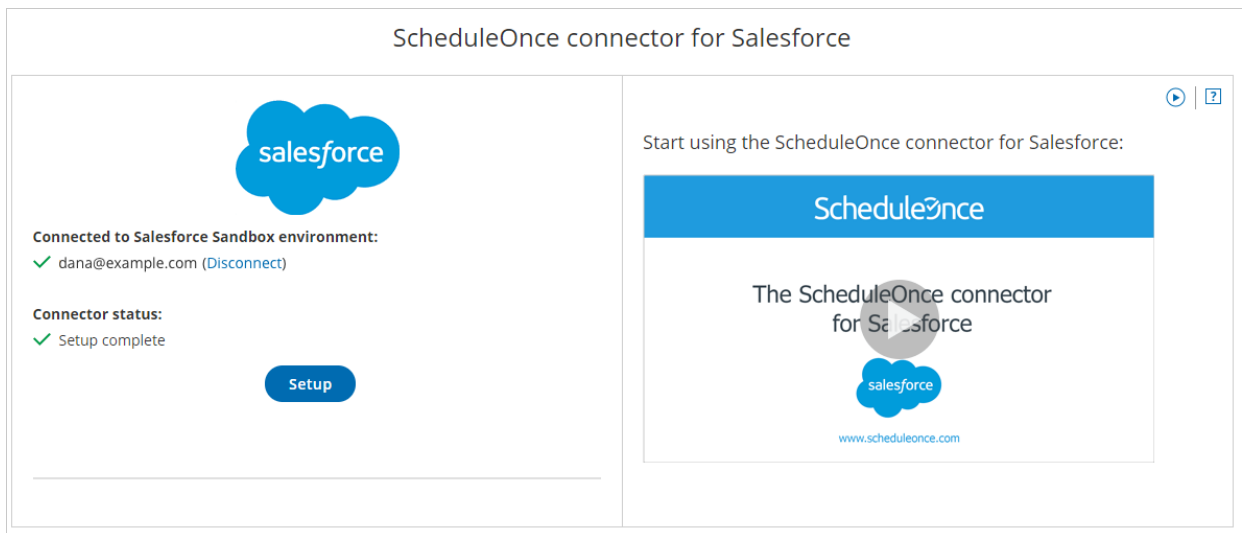 ScheduleOnce connector for Salesforce
salesforce
Connected to Salesforce Sandbox environment:
dana@example.com (Disconnect)
Connector status:
Setup complete
Setup
?
Start using the ScheduleOnce connector for Salesforce:
ScheduleOnce
The ScheduleOnce connector
for Salesforce
salesforce
www.scheduleonce.com